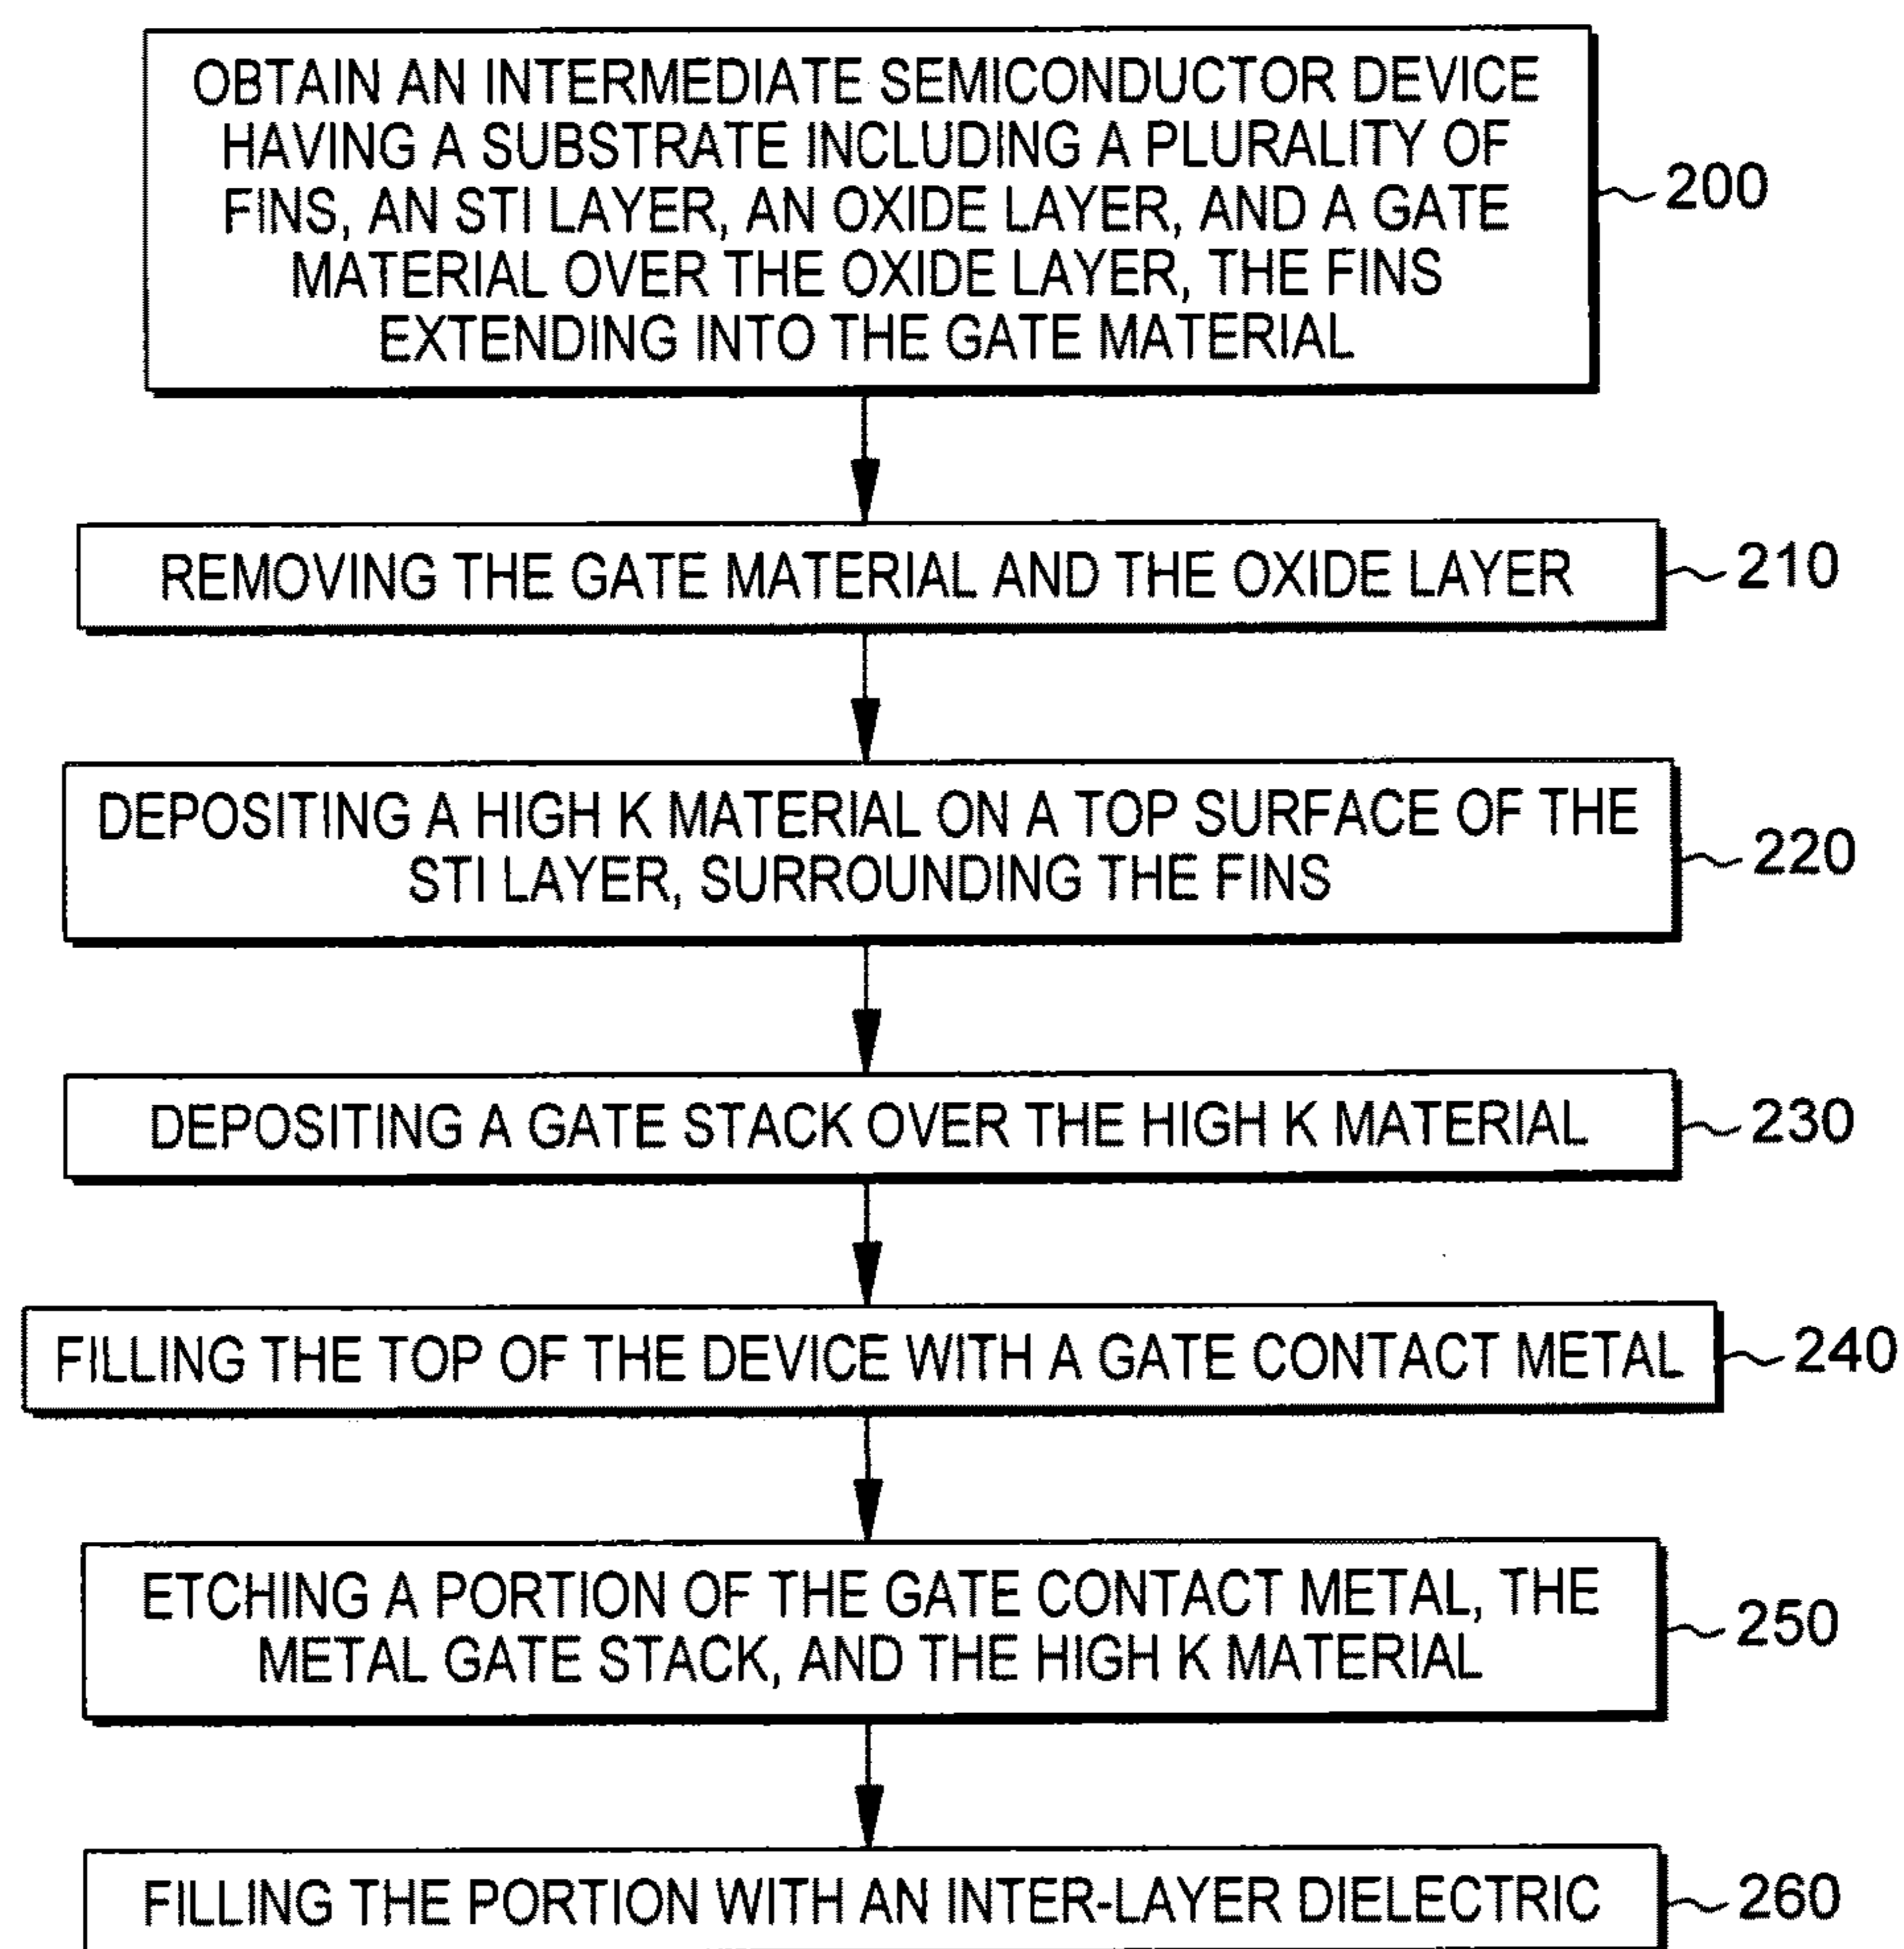 OBTAIN AN INTERMEDIATE SEMICONDUCTOR DEVICE
HAVING A SUBSTRATE INCLUDING A PLURALITY OF
FINS, AN STI LAYER, AN OXIDE LAYER, AND A GATE
MATERIAL OVER THE OXIDE LAYER, THE FINS
EXTENDING INTO THE GATE MATERIAL
200
REMOVING THE GATE MATERIAL AND THE OXIDE LAYER
210
DEPOSITING A HIGH K MATERIAL ON A TOP SURFACE OF THE
STI LAYER, SURROUNDING THE FINS
220
DEPOSITING A GATE STACK OVER THE HIGH K MATERIAL
230
FILLING THE TOP OF THE DEVICE WITH A GATE CONTACT METAL
240
ETCHING A PORTION OF THE GATE CONTACT METAL, THE
METAL GATE STACK, AND THE HIGH K MATERIAL
250
FILLING THE PORTION WITH AN INTER-LAYER DIELECTRIC
260